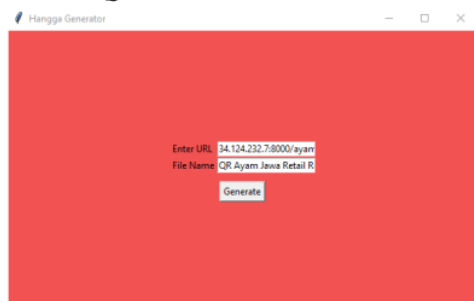 Hangga Generator
Enter URL 34.124.232.7:8000/ayam
File Name QR Ayam Jawa Retail R
Generate